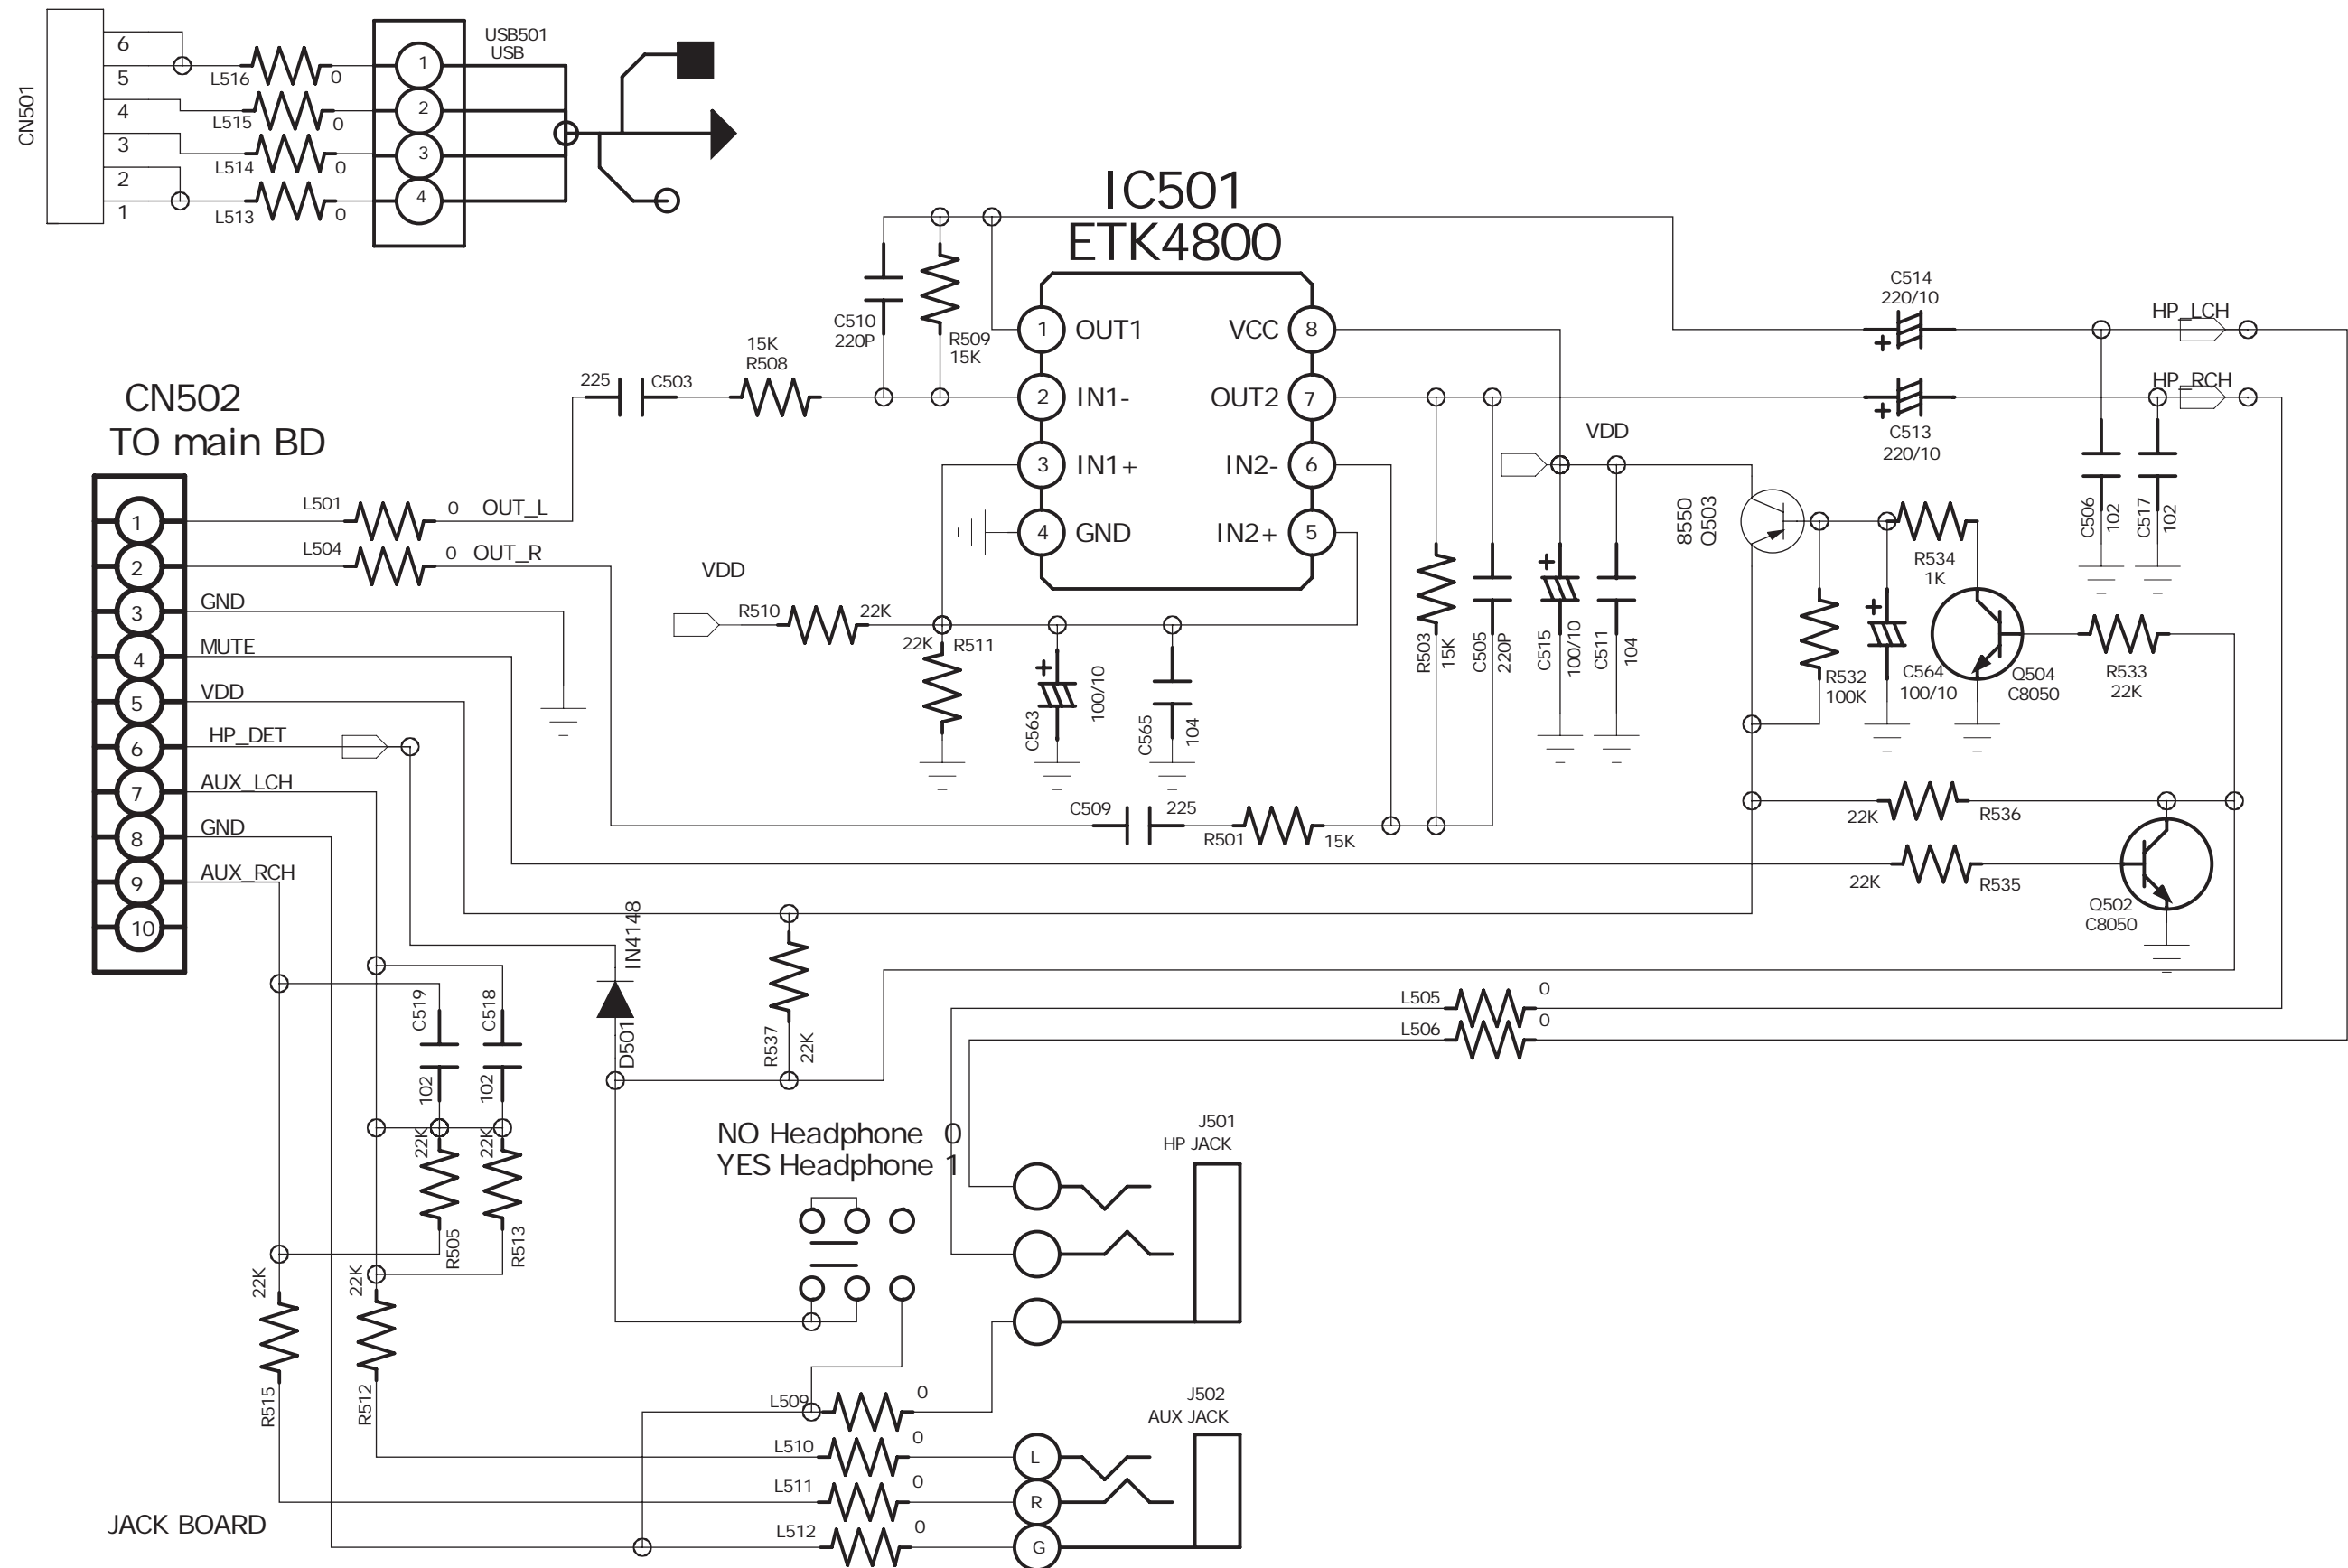 CN501
6
5
4
3
2
1
L516 0
L515 0
L514 0
L513 0
1
2
3
4
USB501
USB
IC501
ETK4800
1 OUT1
2 IN1-
3 IN1+
4 GND
VCC 8
OUT2 7
IN2- 6
IN2+ 5
C510
220P
R509
15K
15K
R508
225 C503
CN502
TO main BD
1
2
3
4
5
6
7
8
9
10
L501 0 OUT_L
L504 0 OUT_R
GND
MUTE
VDD
HP_DET
AUX_LCH
GND
AUX_RCH
VDD
R510 22K
22K R511
C563
100/10
C565
104
C509 225
R501 15K
R503
15K
C505
220P
C515
100/10
C511
104
VDD
C514
220/10
HP_LCH
HP_RCH
C513
220/10
C506
102
C517
102
8550
Q503
R534
1K
R532
100K
C564
100/10
Q504
C8050
R533
22K
22K R536
22K R535
Q502
C8050
IN4148
D501
R537
22K
L505 0
L506 0
C519
102
C518
102
22K
R505
22K
R513
22K
R515
22K
R512
NO Headphone 0
YES Headphone 1
J501
HP JACK
L509 0
L510 0
L511 0
L512 0
J502
AUX JACK
L
R
G
JACK BOARD